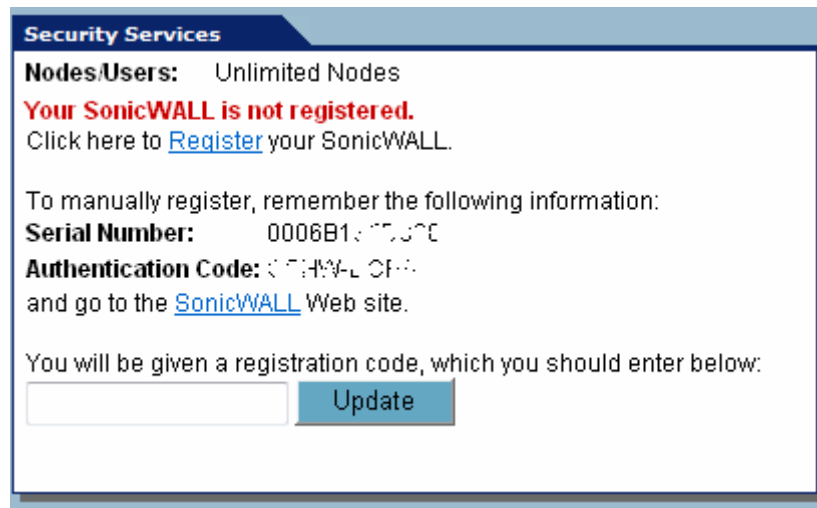 Security Services
Nodes/Users: Unlimited Nodes
Your SonicWALL is not registered.
Click here to Register your SonicWALL.
To manually register, remember the following information:
Serial Number:
Authentication Code:
and go to the SonicWALL Web site.
You will be given a registration code, which you should enter below:
Update